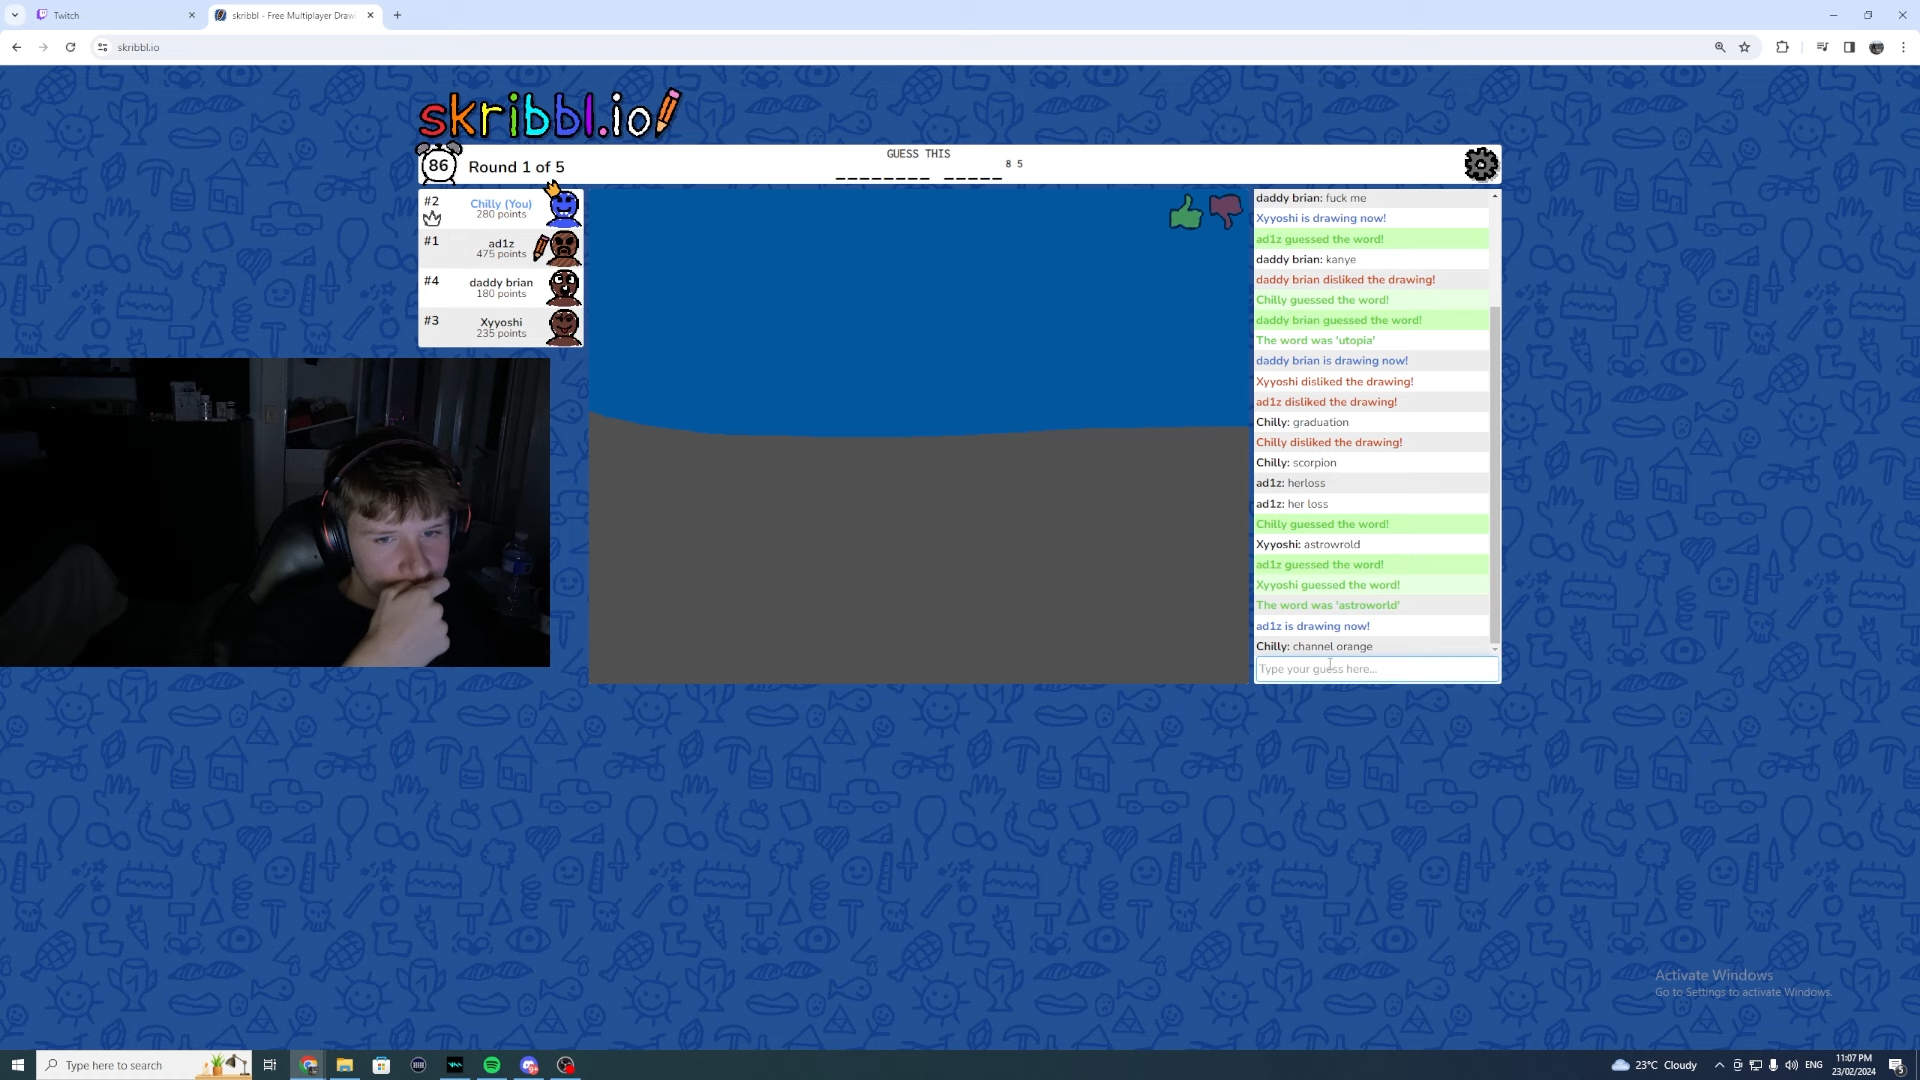 Twitch
skribbl - Free Multiplayer Drawi
skribbl.io
skribbl.io
86
Round 1 of 5
GUESS THIS
________ _____ 8 5
#2
Chilly (You)
280 points
#1
ad1z
475 points
#4
daddy brian
180 points
#3
Xyyoshi
235 points
daddy brian: fuck me
Xyyoshi is drawing now!
ad1z guessed the word!
daddy brian: kanye
daddy brian disliked the drawing!
Chilly guessed the word!
daddy brian guessed the word!
The word was 'utopia'
daddy brian is drawing now!
Xyyoshi disliked the drawing!
ad1z disliked the drawing!
Chilly: graduation
Chilly disliked the drawing!
Chilly: scorpion
ad1z: herloss
ad1z: her loss
Chilly guessed the word!
Xyyoshi: astrowrold
ad1z guessed the word!
Xyyoshi guessed the word!
The word was 'astroworld'
ad1z is drawing now!
Chilly: channel orange
Type your guess here...
Activate Windows
Go to Settings to activate Windows.
Type here to search
23°C Cloudy
ENG
11:07 PM
23/02/2024
5